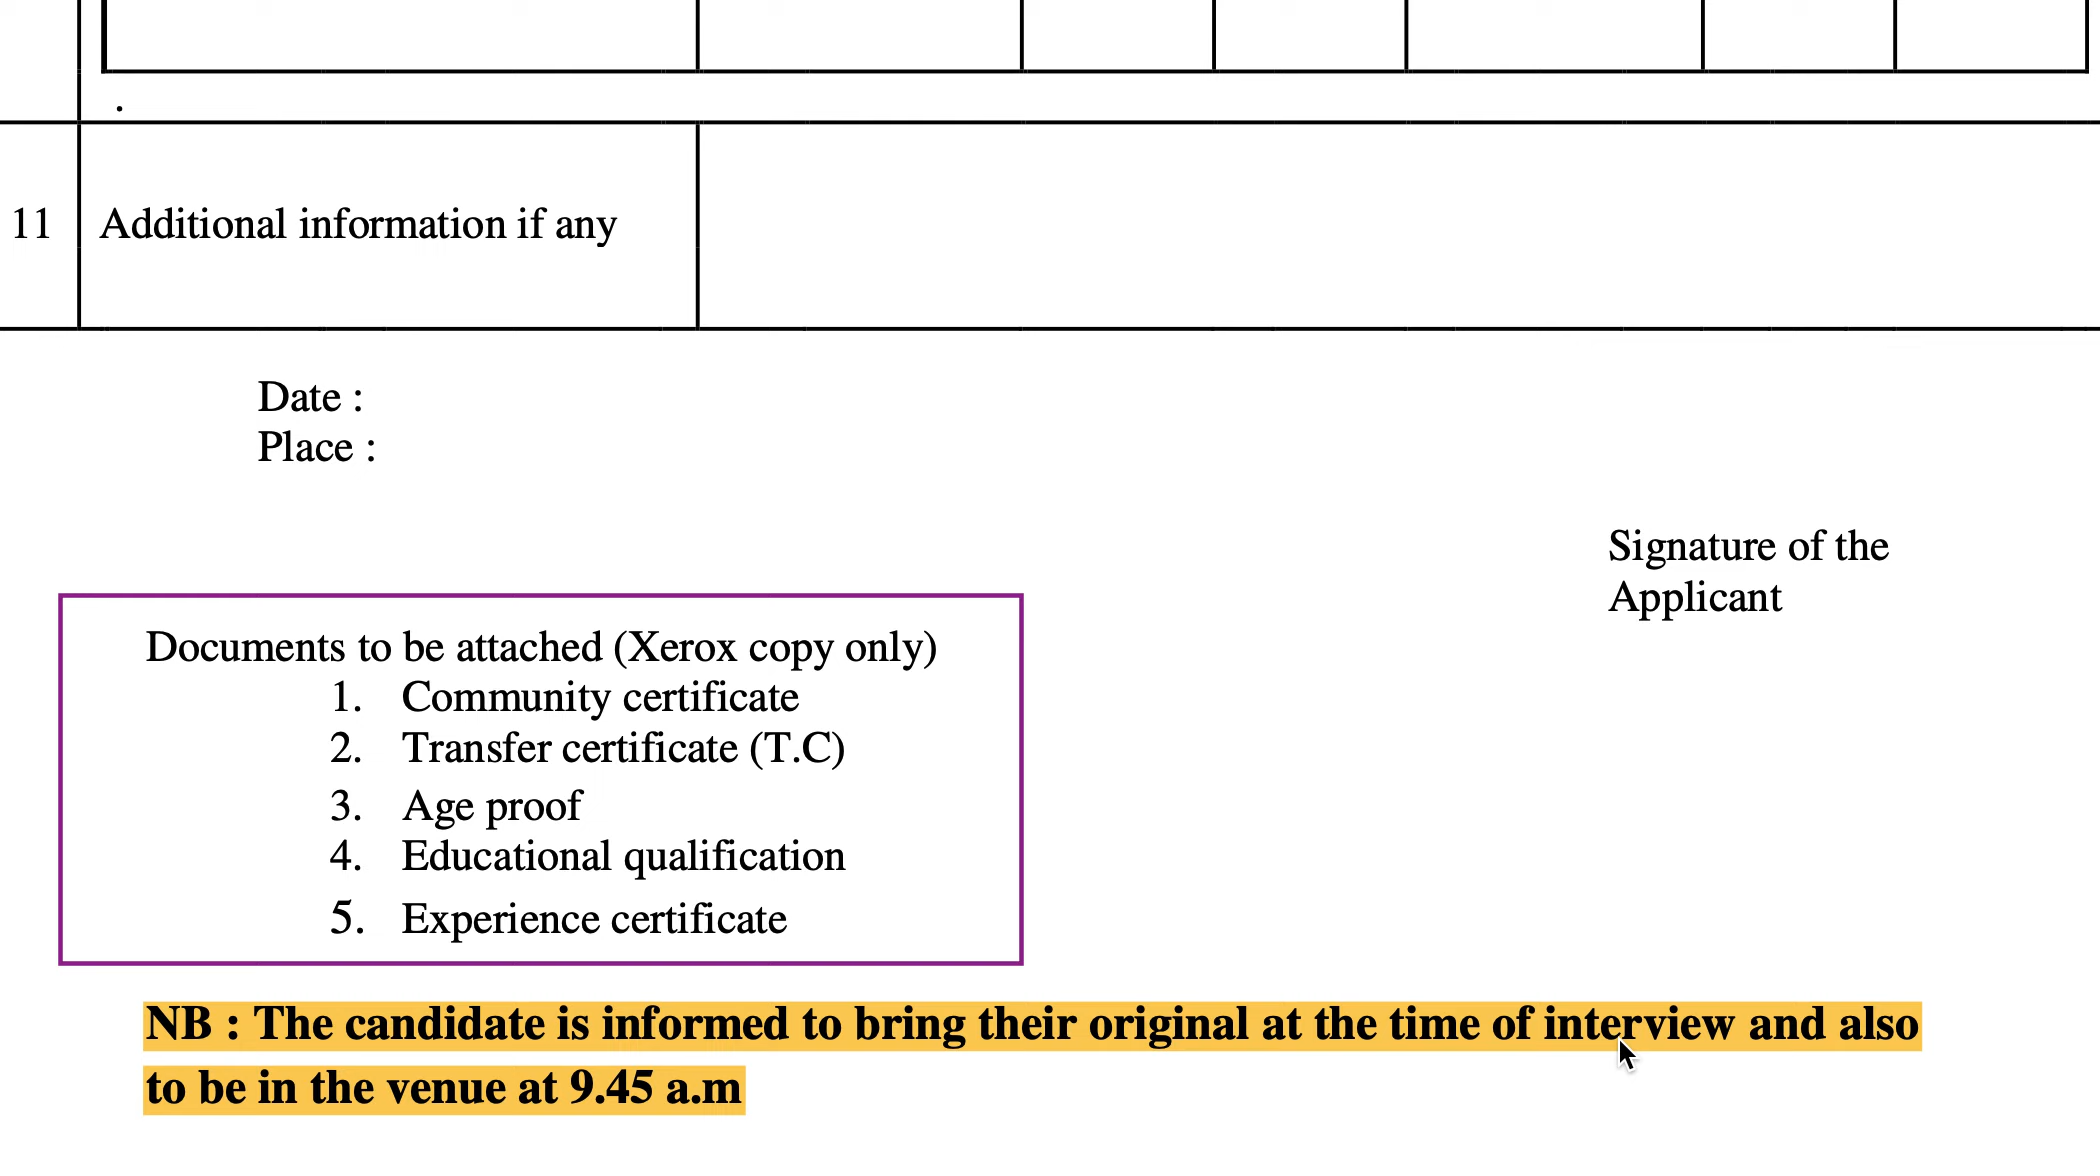 .
11 Additional information if any
Date :
Place :
Signature of the
Applicant
Documents to be attached (Xerox copy only)
1. Community certificate
2. Transfer certificate (T.C)
3. Age proof
4. Educational qualification
5. Experience certificate
NB : The candidate is informed to bring their original at the time of interview and also
to be in the venue at 9.45 a.m